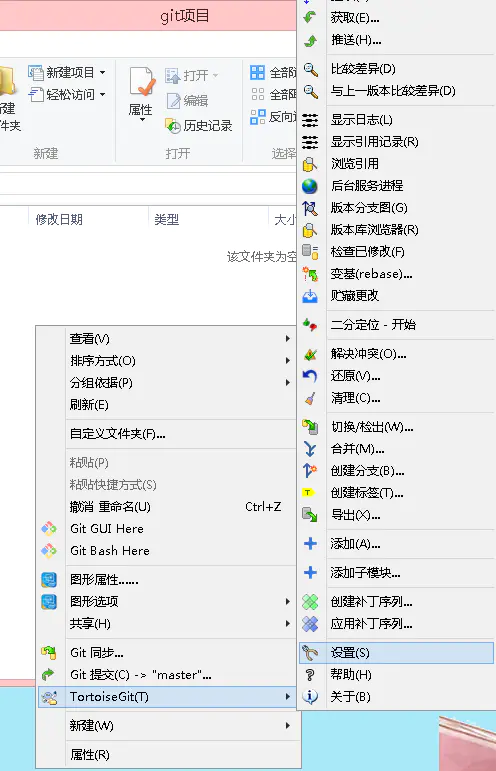 git项目
新建项目
轻松访问
新建
属性
打开
编辑
历史记录
打开
全部
全部
反向
选择
修改日期
类型
大小
该文件夹为空
查看(V)
排序方式(O)
分组依据(P)
刷新(E)
自定义文件夹(F)...
粘贴(P)
粘贴快捷方式(S)
撤消 重命名(U) Ctrl+Z
Git GUI Here
Git Bash Here
图形属性......
图形选项
共享(H)
Git 同步...
Git 提交(C) -> "master"...
TortoiseGit(T)
新建(W)
属性(R)
获取(E)...
推送(H)...
比较差异(D)
与上一版本比较差异(D)
显示日志(L)
显示引用记录(R)
浏览引用
后台服务进程
版本分支图(G)
版本库浏览器(R)
检查已修改(F)
变基(rebase)...
贮藏更改
二分定位 - 开始
解决冲突(O)...
还原(V)...
清理(C)...
切换/检出(W)...
合并(M)...
创建分支(B)...
创建标签(T)...
导出(X)...
添加(A)...
添加子模块...
创建补丁序列...
应用补丁序列...
设置(S)
帮助(H)
关于(B)